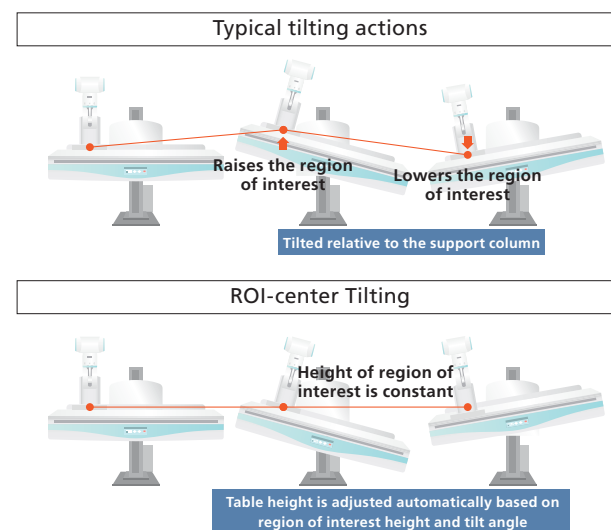 Typical tilting actions
Raises the region
of interest
Lowers the region
of interest
Tilted relative to the support column
ROI-center Tilting
Height of region of
interest is constant
Table height is adjusted automatically based on
region of interest height and tilt angle